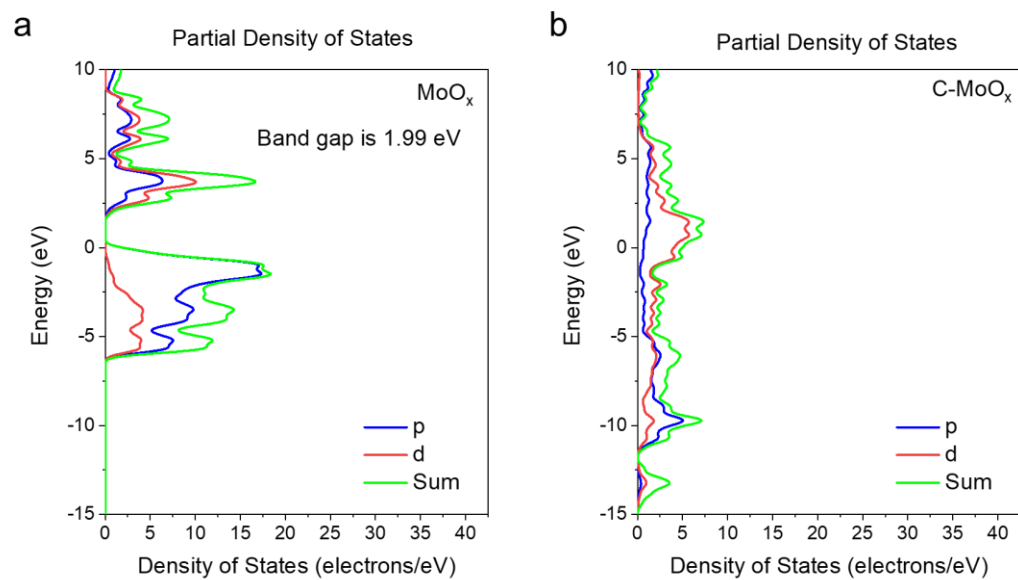 a
Partial Density of States
MoOₓ
Band gap is 1.99 eV
Energy (eV)
10
5
0
-5
-10
-15
p
d
Sum
0 5 10 15 20 25 30 35 40
Density of States (electrons/eV)
b
Partial Density of States
C-MoOₓ
Energy (eV)
10
5
0
-5
-10
-15
p
d
Sum
0 5 10 15 20 25 30 35 40
Density of States (electrons/eV)